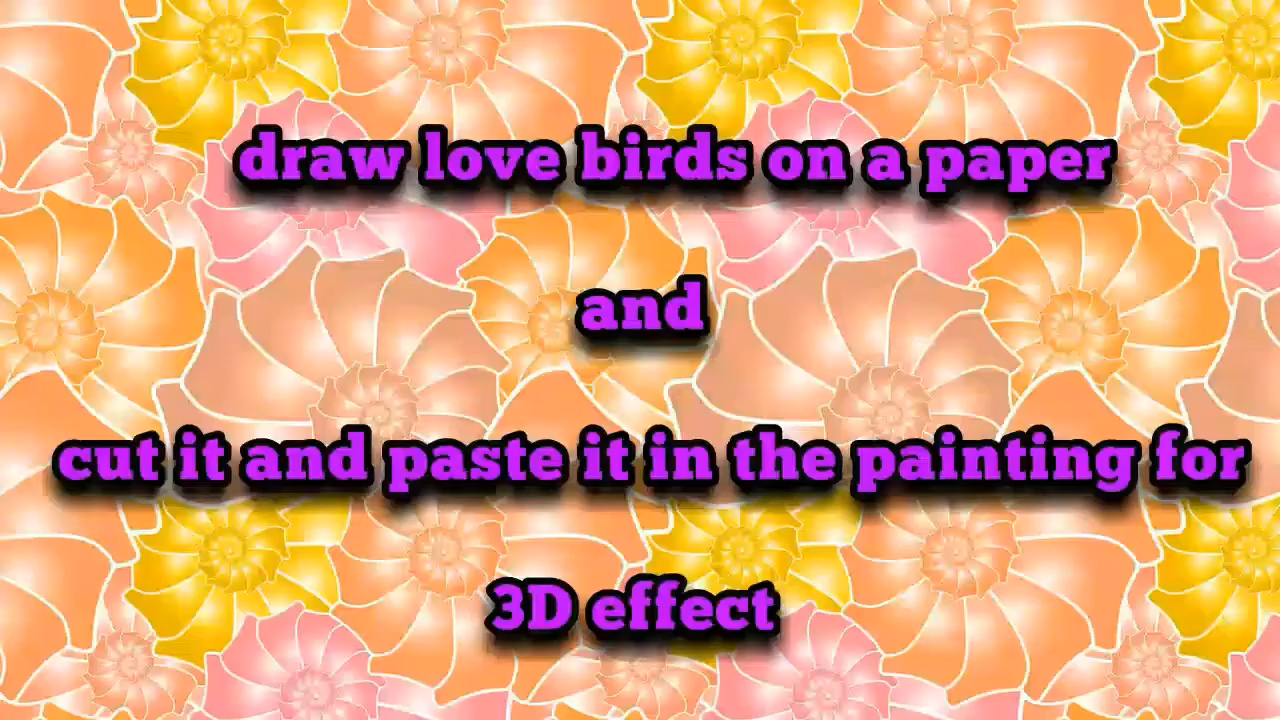 draw love birds on a paper
and
cut it and paste it in the painting for
3D effect